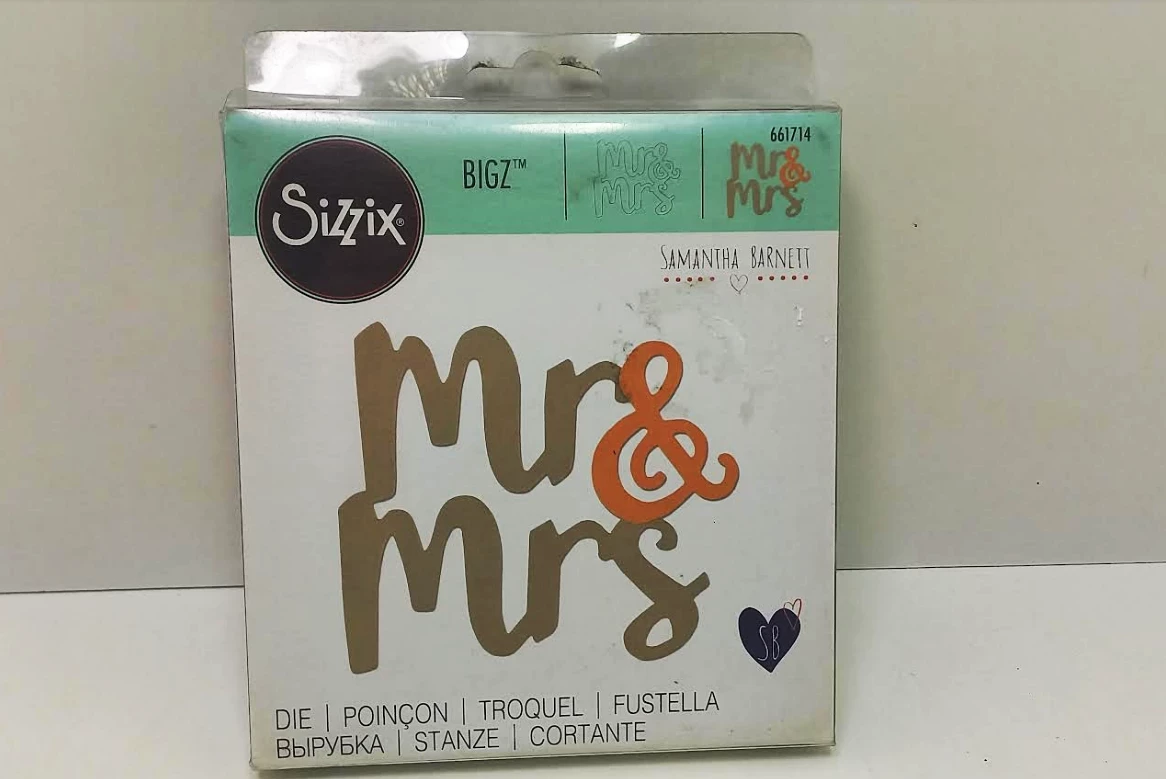 661714
Sizzix®
BIGZ™
Mr&
Mrs
Mr&
Mrs
SAMANTHA BARNETT
Mr&
Mrs
SB
DIE | POINÇON | TROQUEL | FUSTELLA
ВЫРУБКА | STANZE | CORTANTE